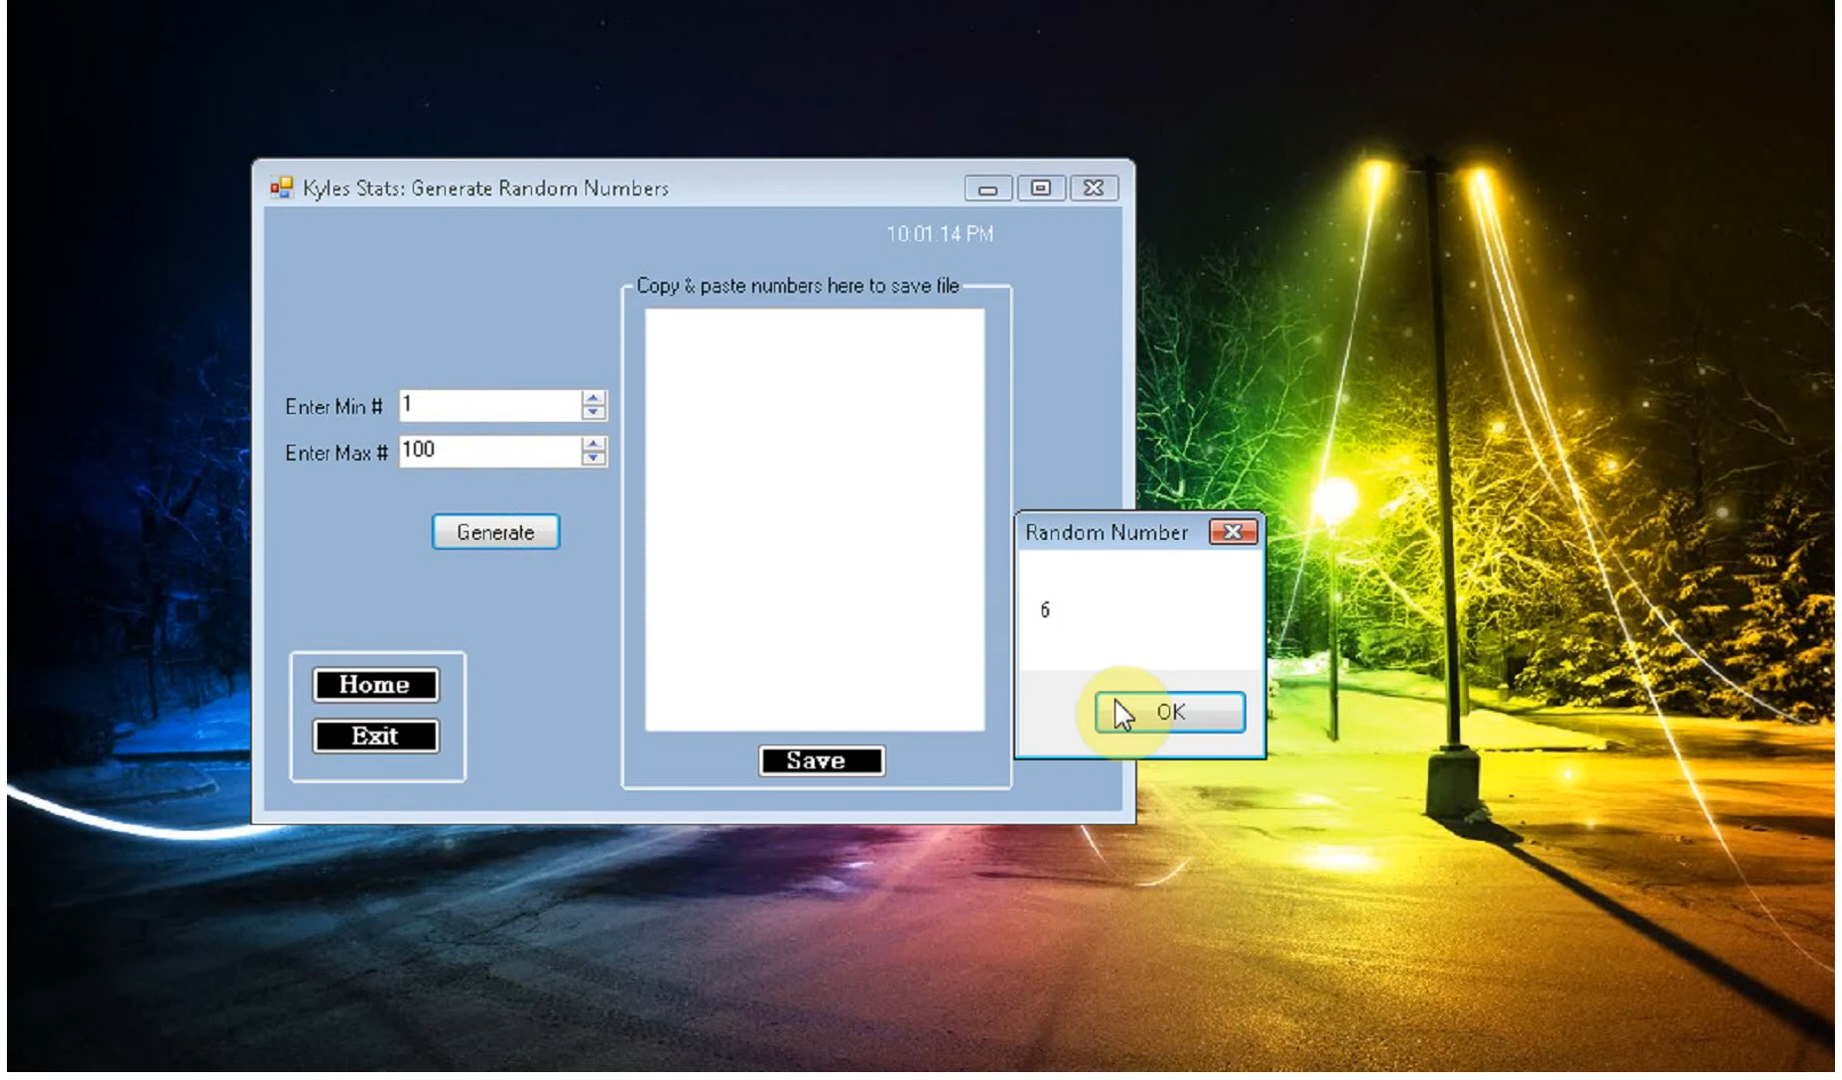 Kyles Stats: Generate Random Numbers
10:01:14 PM
Copy & paste numbers here to save file
Enter Min # 1
Enter Max # 100
Generate
Random Number
6
OK
Home
Exit
Save